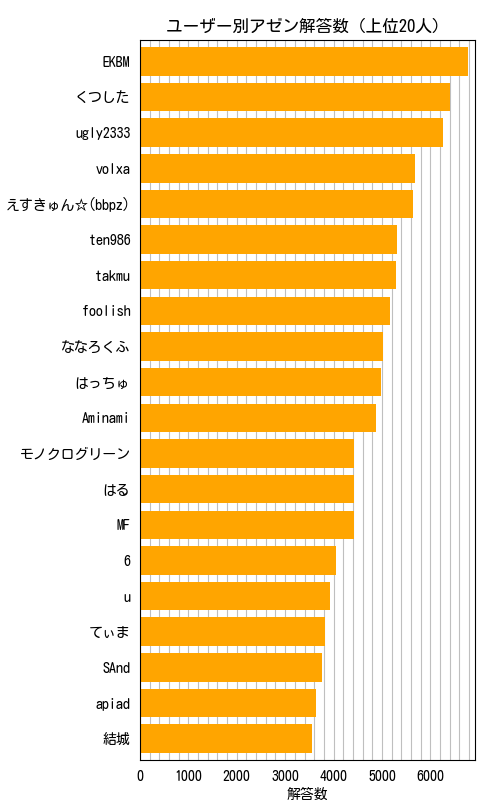 ユーザー別アゼン解答数 (上位20人)
EKBM
くつした
ugly2333
volxa
えすきゅん☆(bbpz)
ten986
takmu
foolish
ななろくふ
はっちゅ
Aminami
モノクログリーン
はる
MF
6
u
てぃま
SAnd
apiad
結城
0 1000 2000 3000 4000 5000 6000
解答数